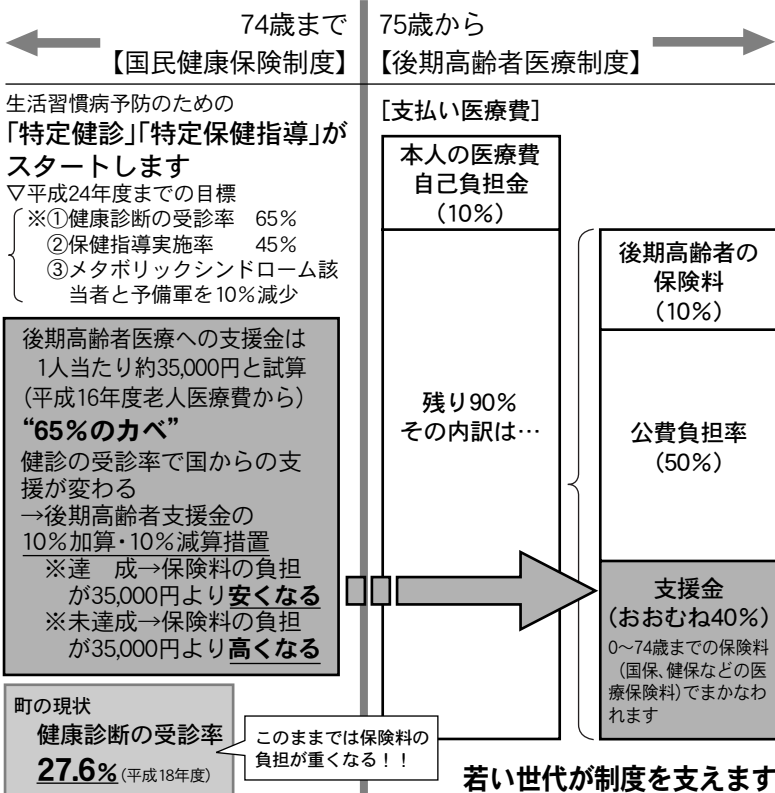 74歳まで
【国民健康保険制度】
75歳から
【後期高齢者医療制度】
生活習慣病予防のための
「特定健診」「特定保健指導」が
スタートします
▽平成24年度までの目標
※①健康診断の受診率 65%
②保健指導実施率 45%
③メタボリックシンドローム該
当者と予備軍を10%減少
後期高齢者医療への支援金は
1人当たり約35,000円と試算
(平成16年度老人医療費から)
“65%のカベ”
健診の受診率で国からの支
援が変わる
→後期高齢者支援金の
10%加算・10%減算措置
※達 成→保険料の負担
が35,000円より安くなる
※未達成→保険料の負担
が35,000円より高くなる
町の現状
健康診断の受診率
27.6%(平成18年度)
このままでは保険料の
負担が重くなる!!
[支払い医療費]
本人の医療費
自己負担金
(10%)
残り90%
その内訳は…
後期高齢者の
保険料
(10%)
公費負担率
(50%)
支援金
(おおむね40%)
0〜74歳までの保険料
(国保、健保などの医
療保険料)でまかなわ
れます
若い世代が制度を支えます